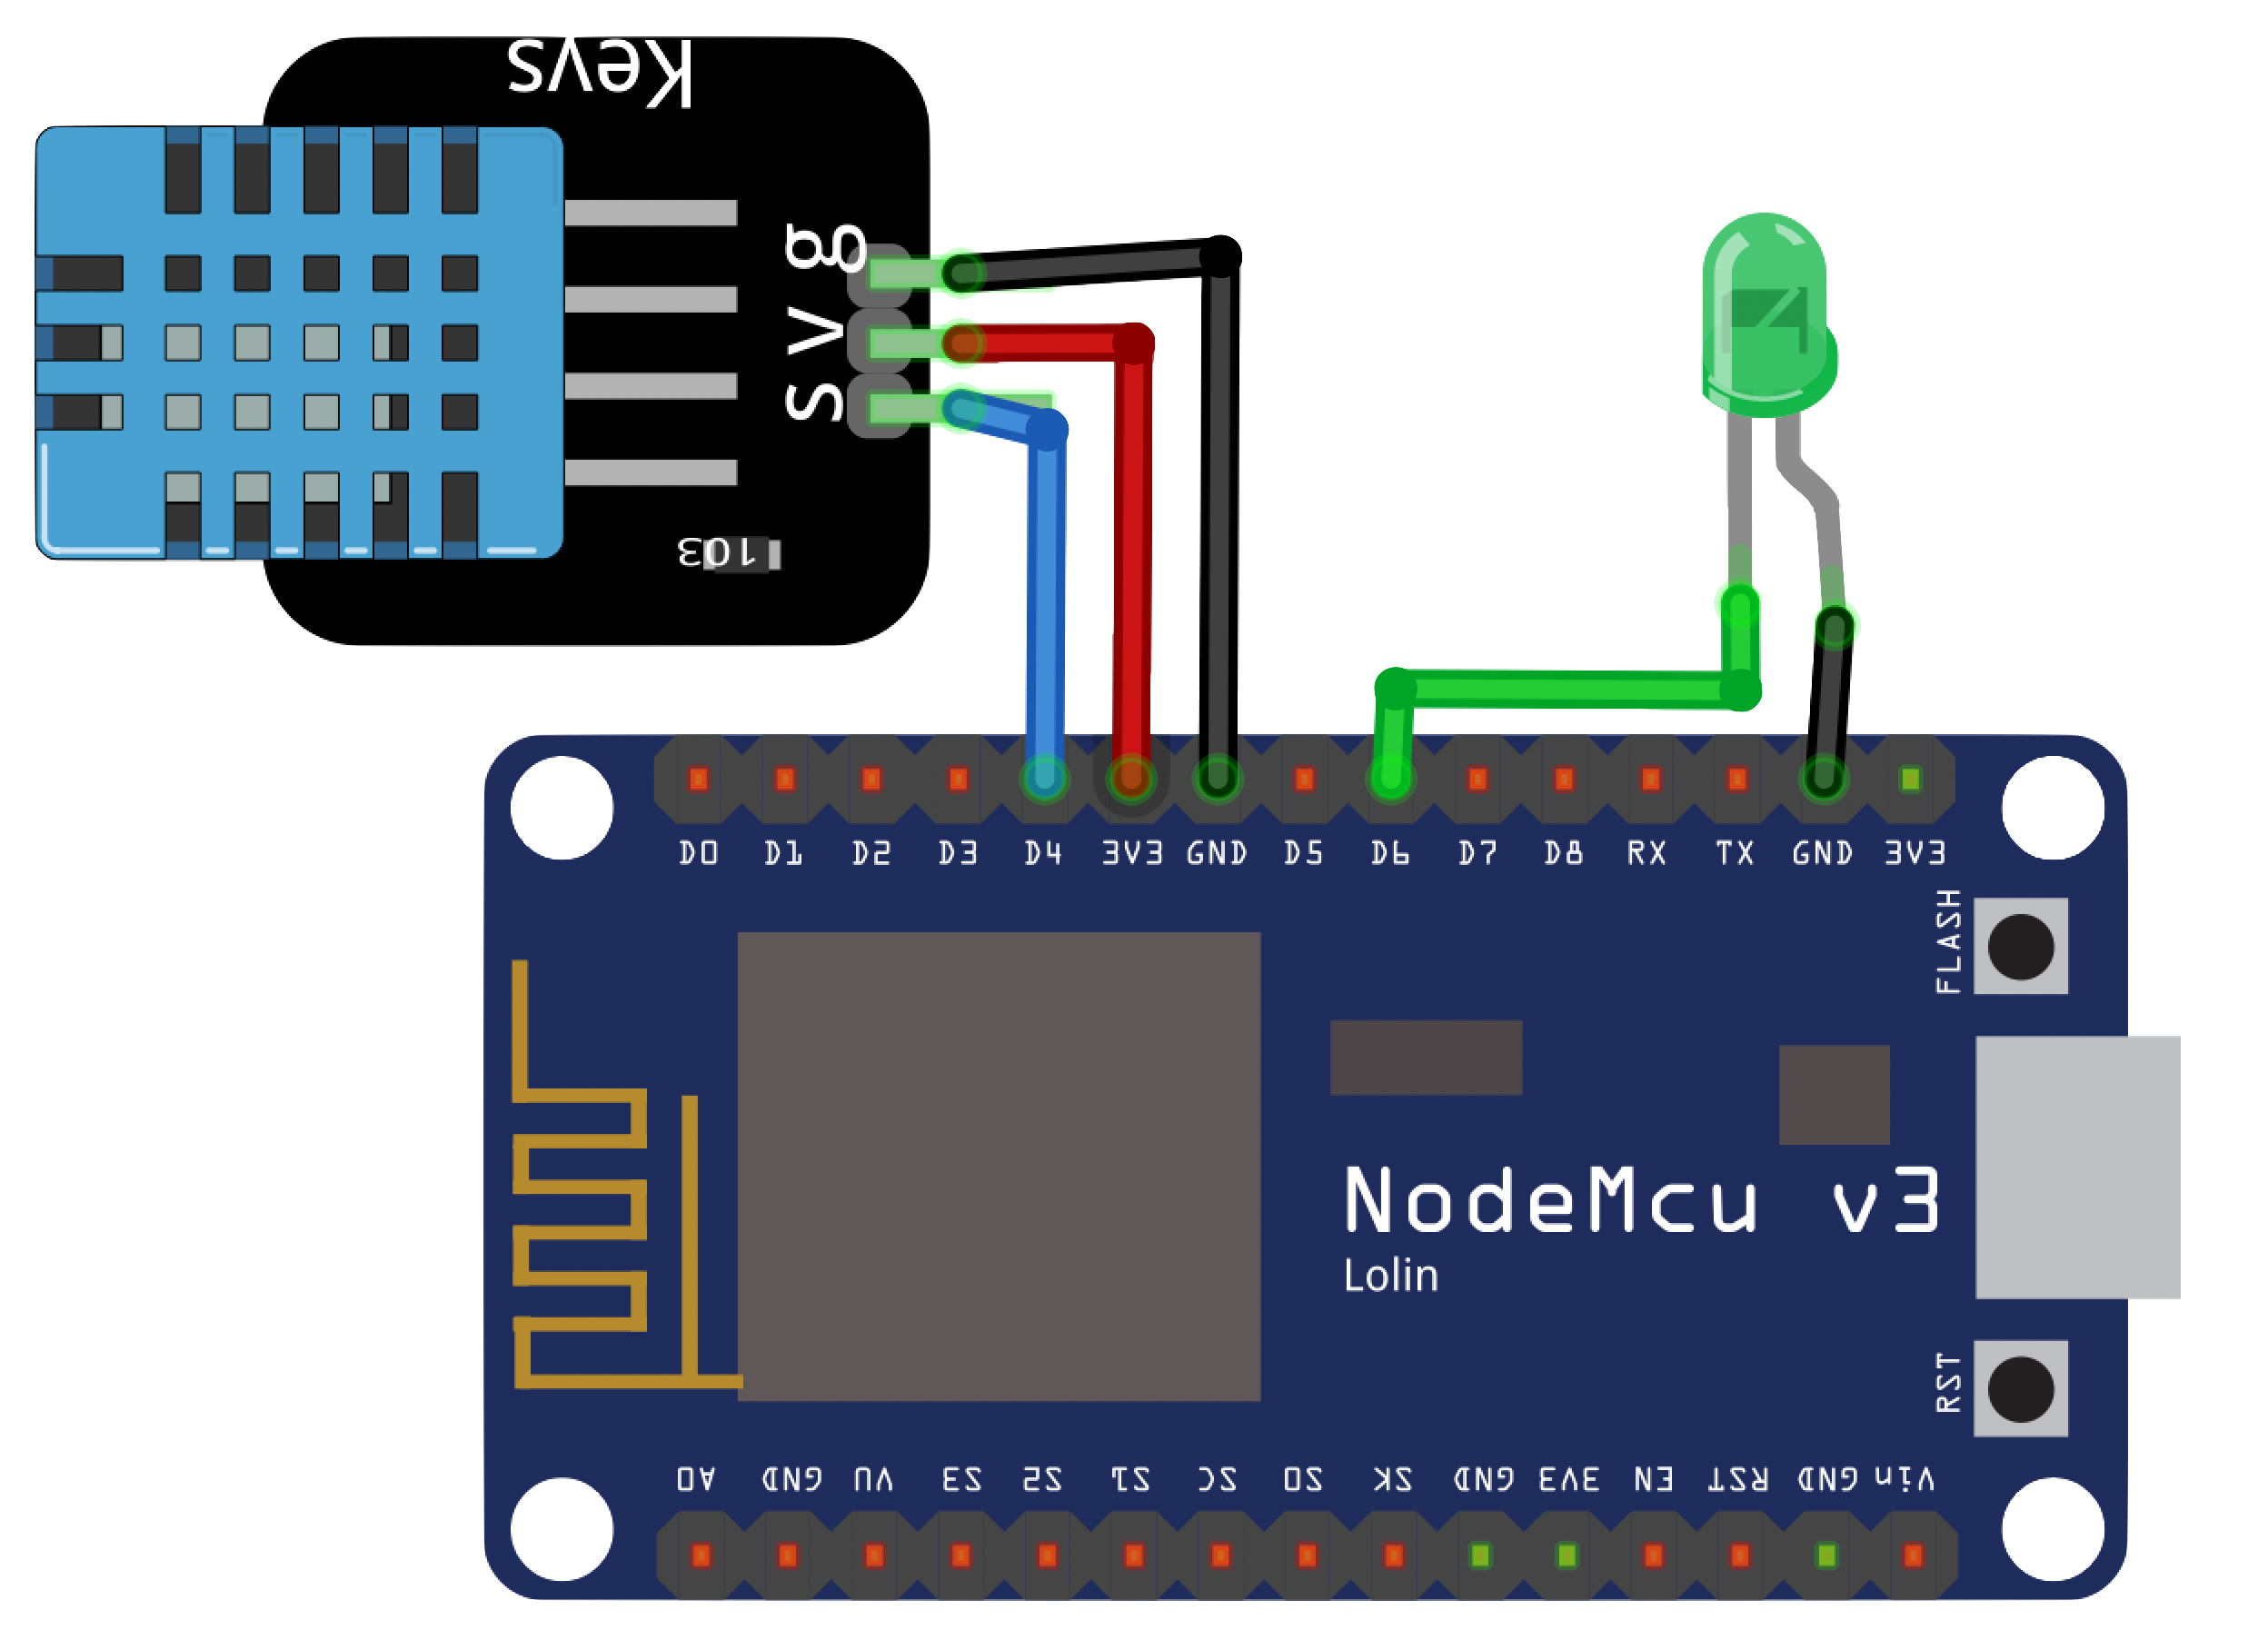 Keys
g
V
S
103
D0 D1 D2 D3 D4 3V3 GND D5 D6 D7 D8 RX TX GND 3V3
FLASH
NodeMcu v3
Lolin
RST
A0 GND VU S3 S2 S1 SC S0 SK GND 3V3 EN RST GND Vin